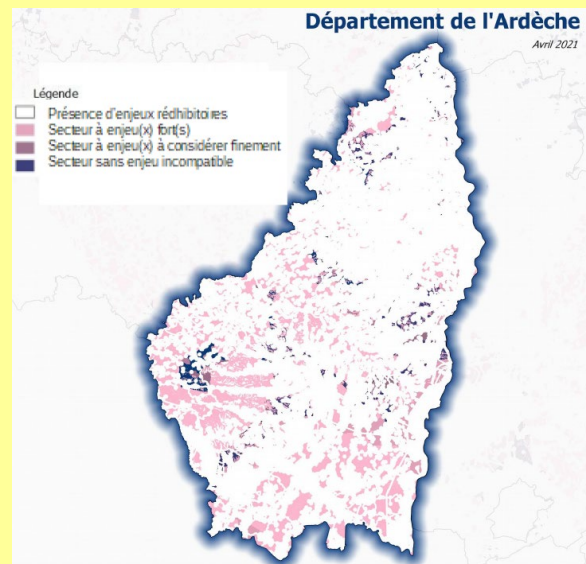 Département de l'Ardèche
Avril 2021
Légende
Présence d'enjeux rédhibitoires
Secteur à enjeu(x) fort(s)
Secteur à enjeu(x) à considérer finement
Secteur sans enjeu incompatible